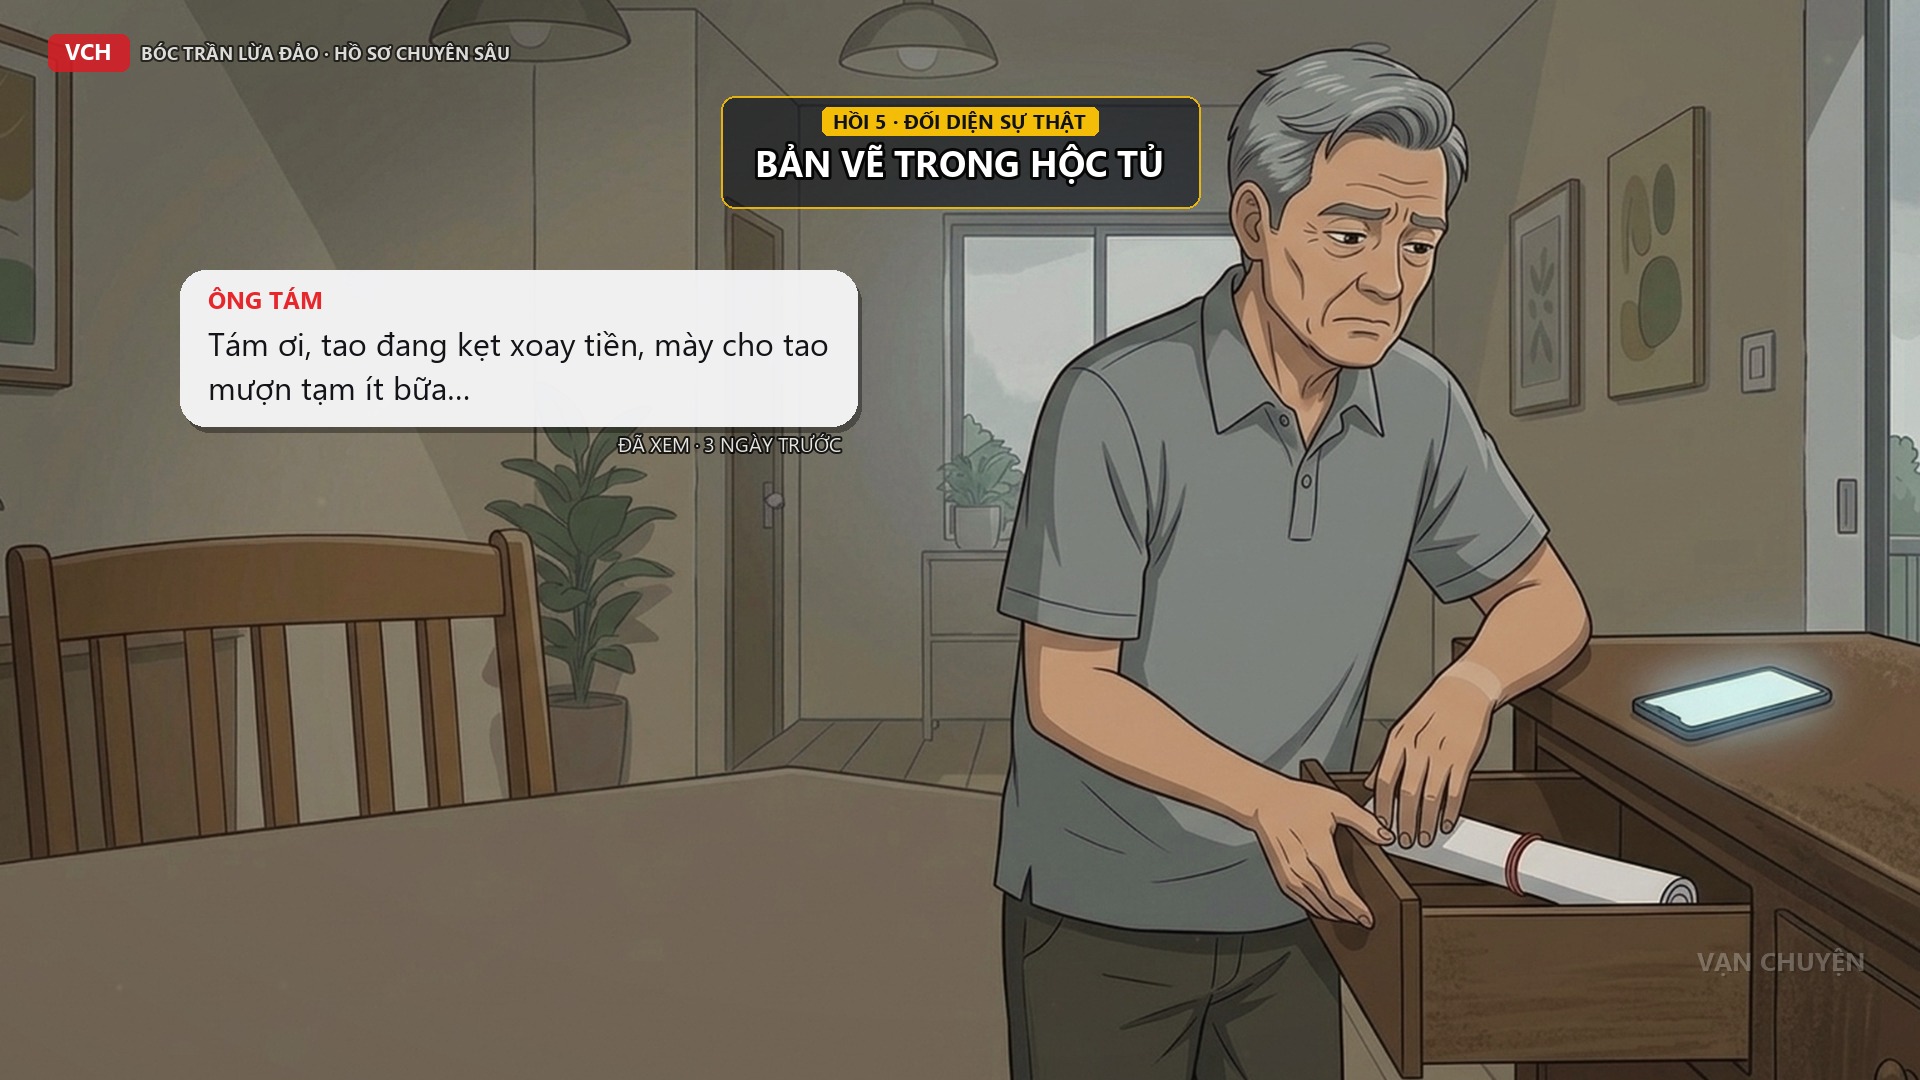 VCH BÓC TRẦN LỪA ĐẢO · HỒ SƠ CHUYÊN SÂU
HỒI 5 · ĐỐI DIỆN SỰ THẬT
BẢN VẼ TRONG HỘC TỦ
ÔNG TÁM
Tám ơi, tao đang kẹt xoay tiền, mày cho tao
mượn tạm ít bữa...
ĐÃ XEM · 3 NGÀY TRƯỚC
VẠN CHUYỆN